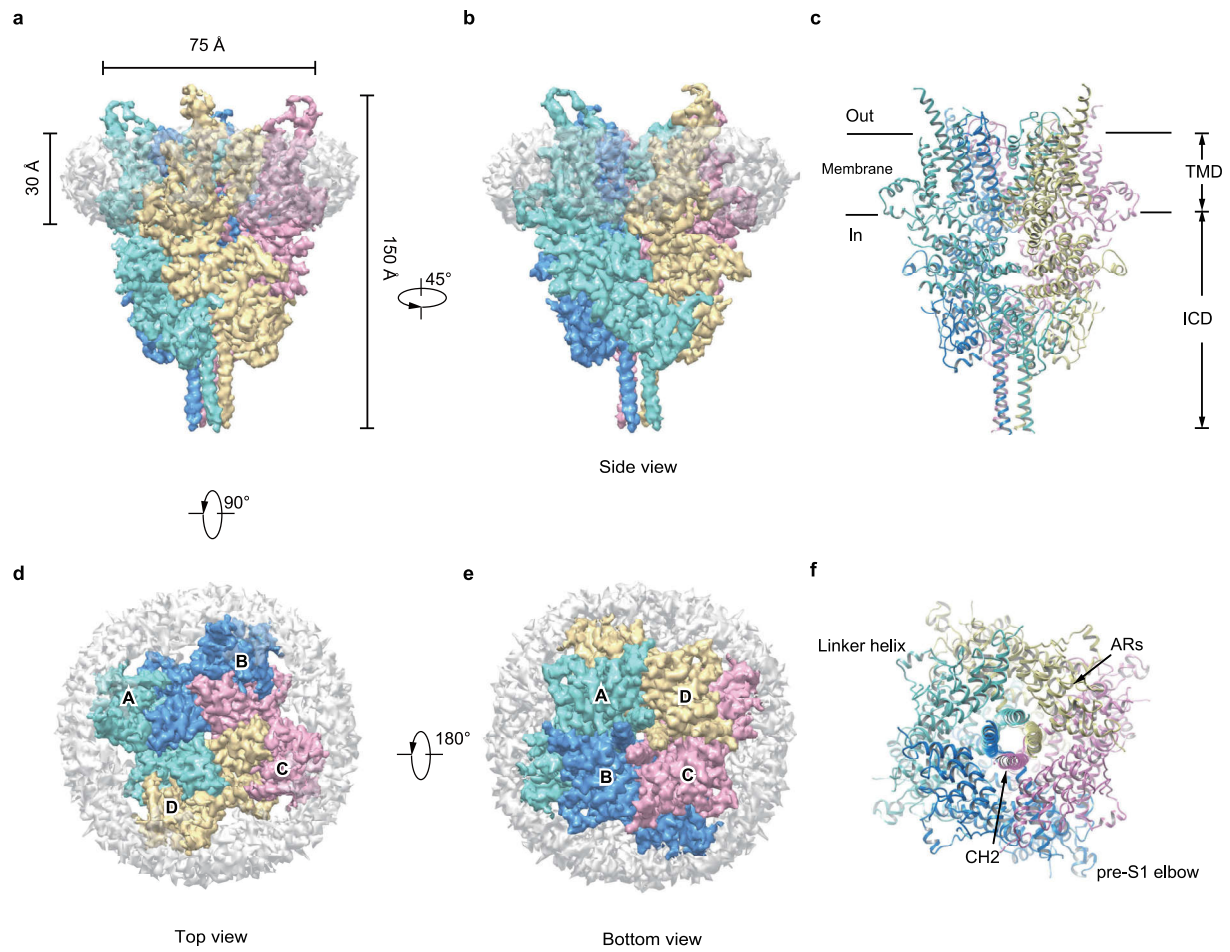 a
b
c
75 Å
30 Å
150 Å
45°
Out
Membrane
In
TMD
ICD
Side view
90°
d
e
f
A
B
C
D
180°
A
D
B
C
Linker helix
ARs
CH2
pre-S1 elbow
Top view
Bottom view